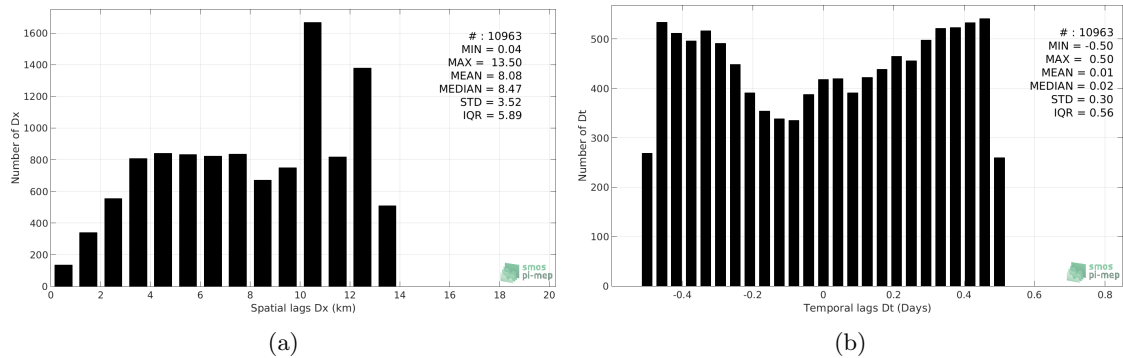 1600
1400
1200
1000
800
600
400
200
0
Number of Dx
# : 10963
MIN = 0.04
MAX = 13.50
MEAN = 8.08
MEDIAN = 8.47
STD = 3.52
IQR = 5.89
smos
pi-mep
0 2 4 6 8 10 12 14 16 18 20
Spatial lags Dx (km)
(a)
500
400
300
200
100
0
Number of Dt
# : 10963
MIN = -0.50
MAX = 0.50
MEAN = 0.01
MEDIAN = 0.02
STD = 0.30
IQR = 0.56
smos
pi-mep
-0.4 -0.2 0 0.2 0.4 0.6 0.8
Temporal lags Dt (Days)
(b)